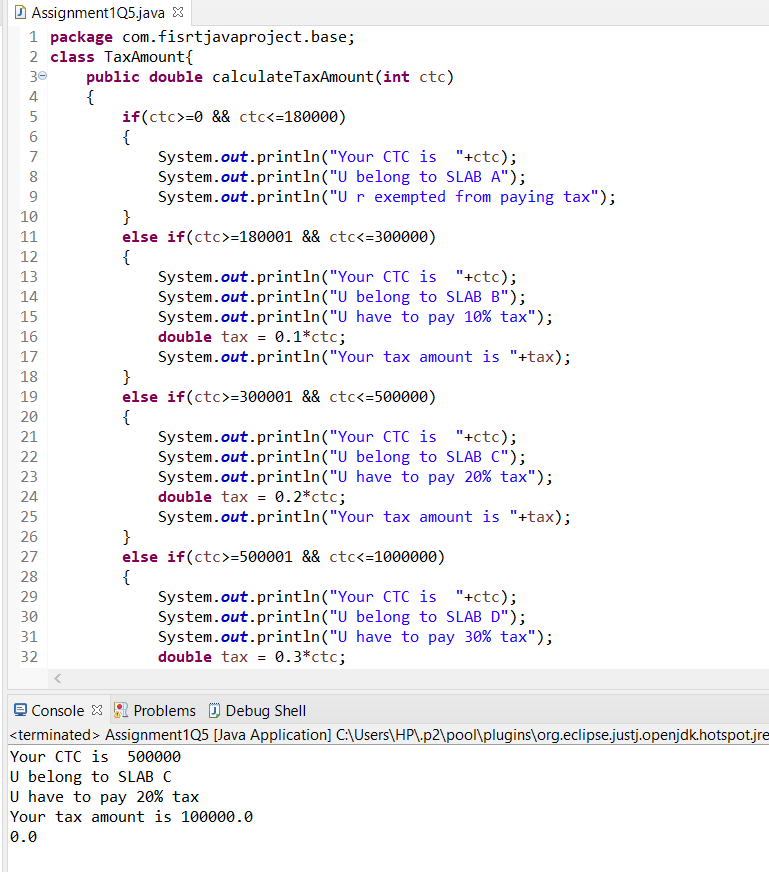 Assignment1Q5.java
1 package com.fisrtjavaproject.base;
2 class TaxAmount{
3 public double calculateTaxAmount(int ctc)
4 {
5 if(ctc>=0 && ctc<=180000)
6 {
7 System.out.println("Your CTC is  "+ctc);
8 System.out.println("U belong to SLAB A");
9 System.out.println("U r exempted from paying tax");
10 }
11 else if(ctc>=180001 && ctc<=300000)
12 {
13 System.out.println("Your CTC is  "+ctc);
14 System.out.println("U belong to SLAB B");
15 System.out.println("U have to pay 10% tax");
16 double tax = 0.1*ctc;
17 System.out.println("Your tax amount is "+tax);
18 }
19 else if(ctc>=300001 && ctc<=500000)
20 {
21 System.out.println("Your CTC is  "+ctc);
22 System.out.println("U belong to SLAB C");
23 System.out.println("U have to pay 20% tax");
24 double tax = 0.2*ctc;
25 System.out.println("Your tax amount is "+tax);
26 }
27 else if(ctc>=500001 && ctc<=1000000)
28 {
29 System.out.println("Your CTC is  "+ctc);
30 System.out.println("U belong to SLAB D");
31 System.out.println("U have to pay 30% tax");
32 double tax = 0.3*ctc;
Console Problems Debug Shell
<terminated> Assignment1Q5 [Java Application] C:\Users\HP\.p2\pool\plugins\org.eclipse.justj.openjdk.hotspot.jre
Your CTC is  500000
U belong to SLAB C
U have to pay 20% tax
Your tax amount is 100000.0
0.0